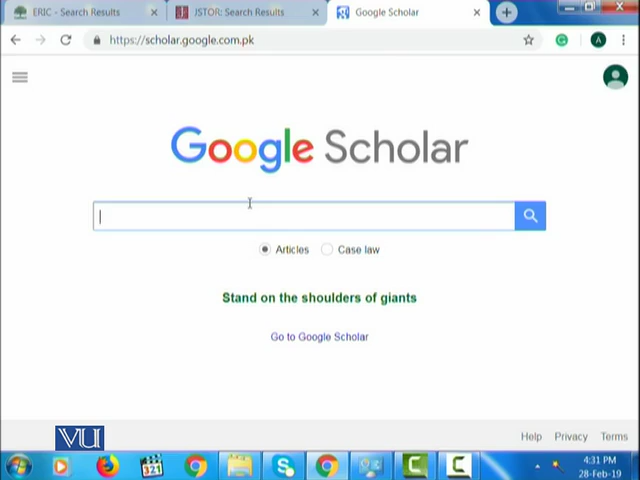 ERIC - Search Results
JSTOR: Search Results
Google Scholar
https://scholar.google.com.pk
A
Google Scholar
Articles
Case law
Stand on the shoulders of giants
Go to Google Scholar
Help
Privacy
Terms
VU
321
4:31 PM
28-Feb-19